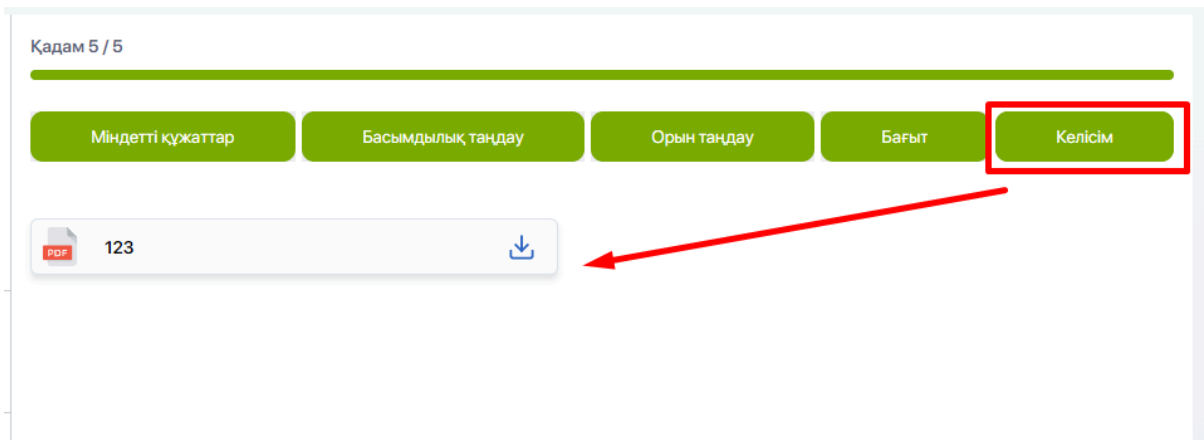 Қадам 5 / 5
Міндетті құжаттар Басымдылық таңдау Орын таңдау Бағыт Келісім
PDF 123